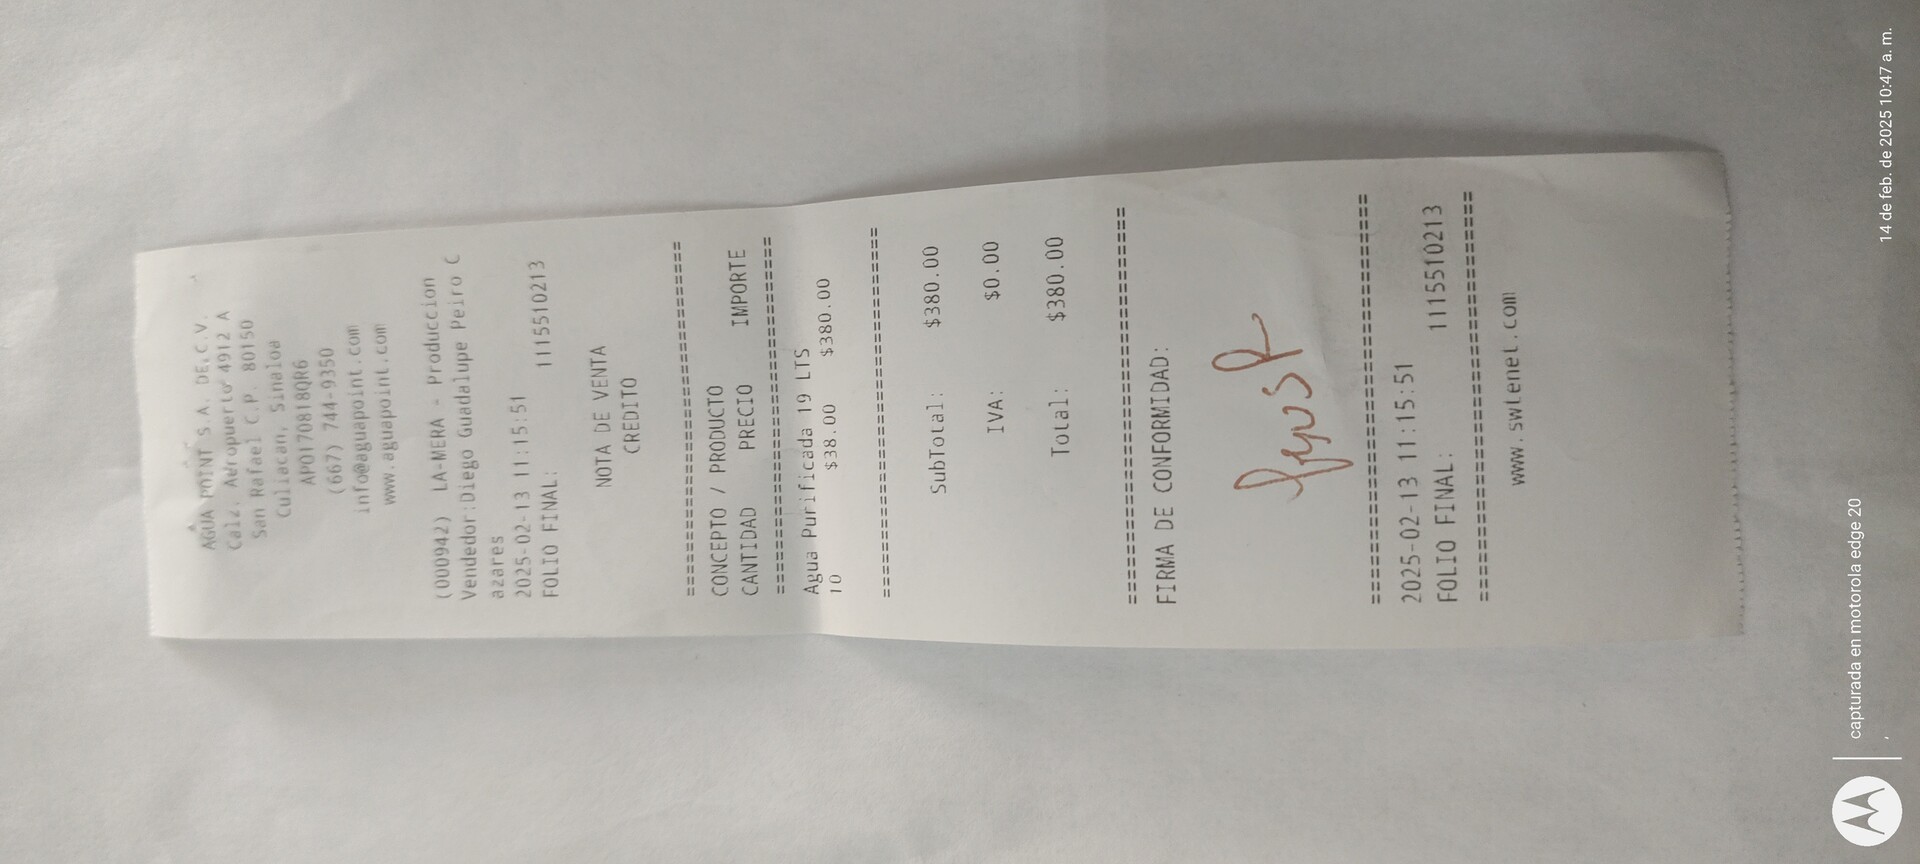 AGUA POINT S.A. DE C.V.
Calz. Aeropuerto 4912 A
San Rafael C.P. 80150
Culiacan, Sinaloa
APO170818QR6
(667) 744-9350
info@aguapoint.com
www.aguapoint.com
(000942) LA-MERA - Produccion
Vendedor:Diego Guadalupe Peiro C
azares
2025-02-13 11:15:51
FOLIO FINAL: 1115510213
NOTA DE VENTA
CREDITO
================================
CONCEPTO / PRODUCTO
CANTIDAD PRECIO IMPORTE
================================
Agua Purificada 19 LTS
10 $38.00 $380.00
================================
SubTotal: $380.00
IVA: $0.00
Total: $380.00
================================
FIRMA DE CONFORMIDAD:
================================
2025-02-13 11:15:51
FOLIO FINAL: 1115510213
================================
www.swtenet.com
capturada en motorola edge 20
14 de feb. de 2025 10:47 a. m.